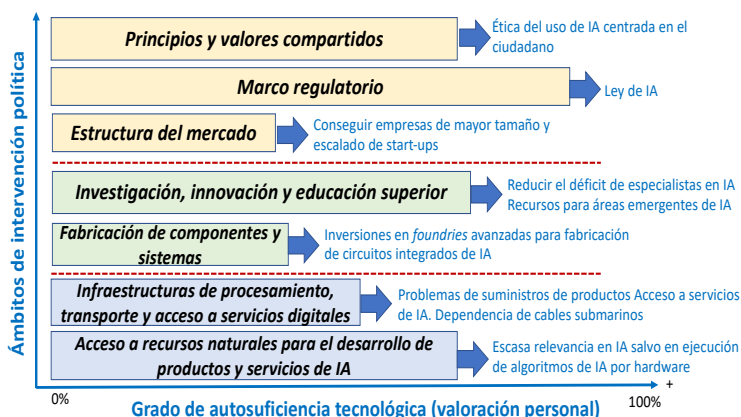 Ámbitos de intervención política
Principios y valores compartidos
Ética del uso de IA centrada en el
ciudadano
Marco regulatorio
Ley de IA
Estructura del mercado
Conseguir empresas de mayor tamaño y
escalado de start-ups
Investigación, innovación y educación superior
Reducir el déficit de especialistas en IA
Recursos para áreas emergentes de IA
Fabricación de componentes y
sistemas
Inversiones en foundries avanzadas para fabricación
de circuitos integrados de IA
Infraestructuras de procesamiento,
transporte y acceso a servicios digitales
Problemas de suministros de productos Acceso a servicios
de IA. Dependencia de cables submarinos
Acceso a recursos naturales para el desarrollo de
productos y servicios de IA
Escasa relevancia en IA salvo en ejecución
de algoritmos de IA por hardware
+
0%
100%
Grado de autosuficiencia tecnológica (valoración personal)